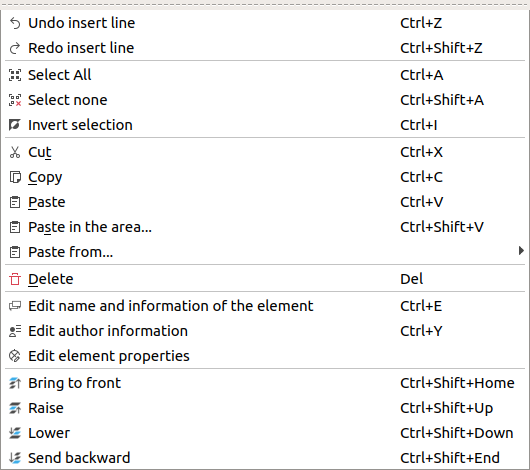 Undo insert line Ctrl+Z
Redo insert line Ctrl+Shift+Z
Select All Ctrl+A
Select none Ctrl+Shift+A
Invert selection Ctrl+I
Cut Ctrl+X
Copy Ctrl+C
Paste Ctrl+V
Paste in the area... Ctrl+Shift+V
Paste from...
Delete Del
Edit name and information of the element Ctrl+E
Edit author information Ctrl+Y
Edit element properties
Bring to front Ctrl+Shift+Home
Raise Ctrl+Shift+Up
Lower Ctrl+Shift+Down
Send backward Ctrl+Shift+End